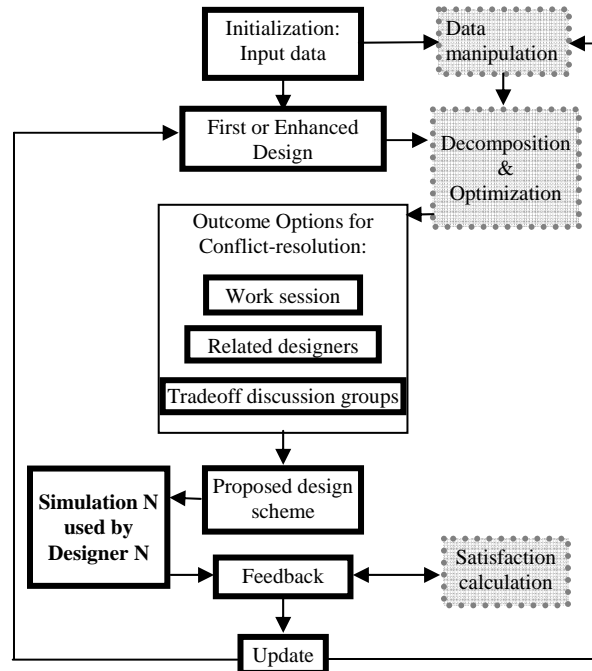 Initialization:
Input data
Data
manipulation
First or Enhanced
Design
Decomposition
&
Optimization
Outcome Options for
Conflict-resolution:
Work session
Related designers
Tradeoff discussion groups
Proposed design
scheme
Simulation N
used by
Designer N
Feedback
Satisfaction
calculation
Update